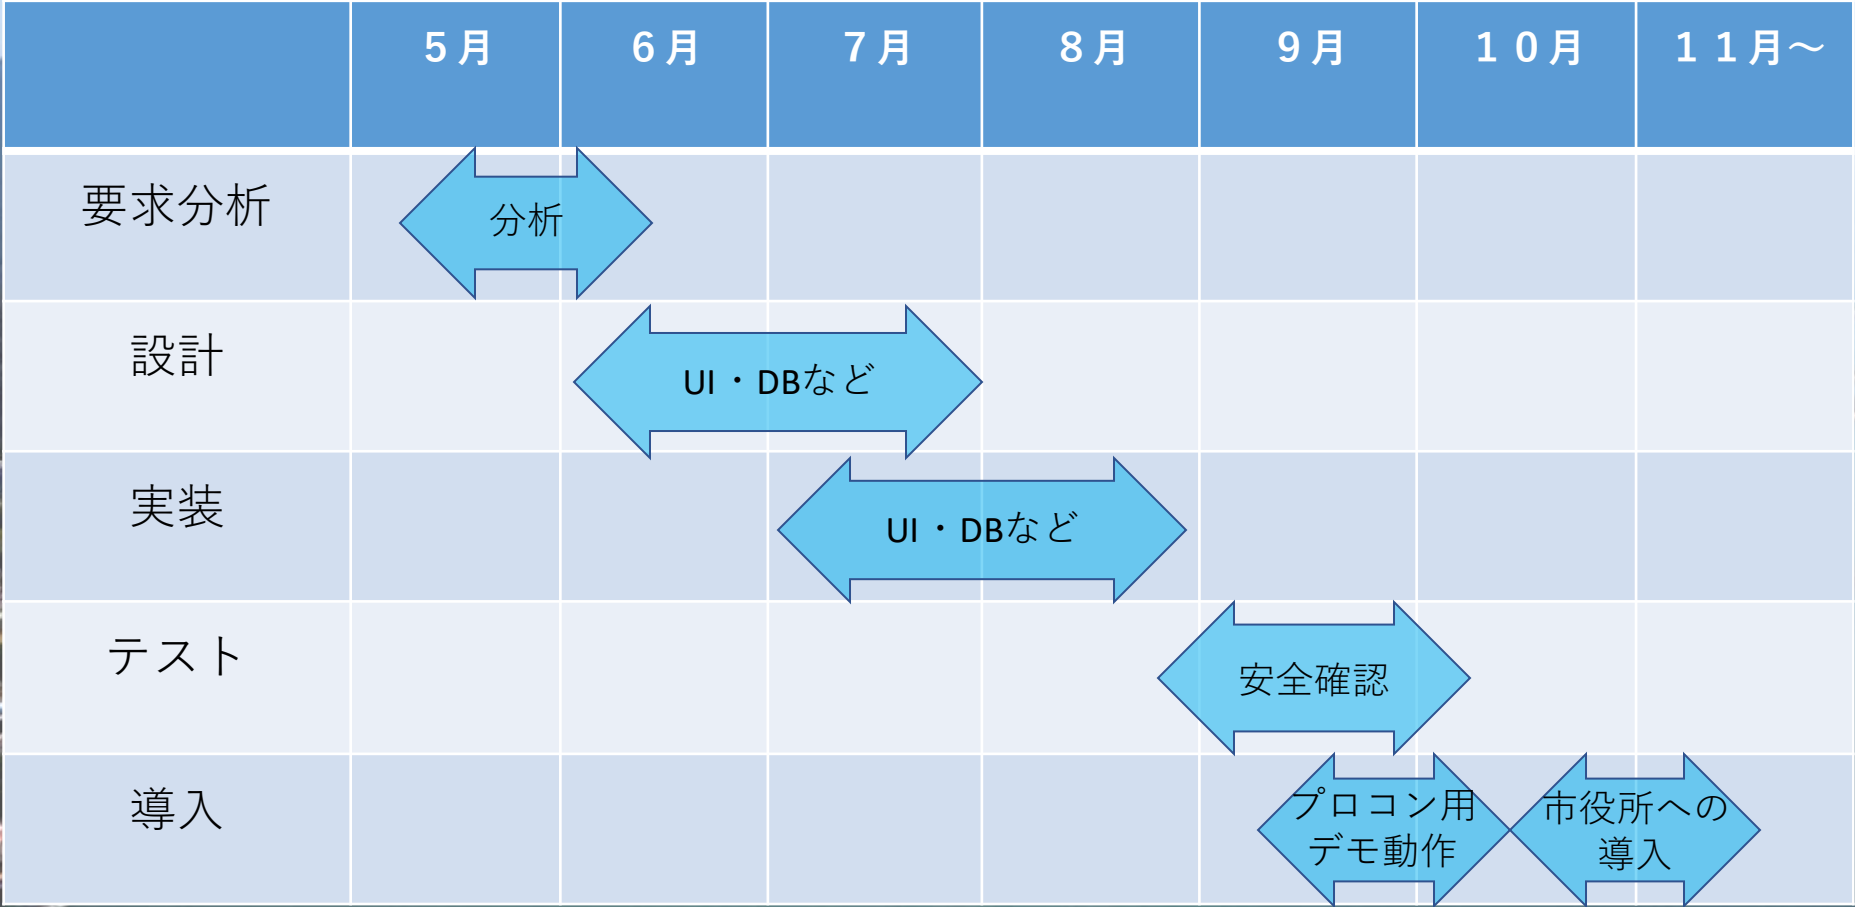 ５月 ６月 ７月 ８月 ９月 １０月 １１月～
要求分析 分析
設計 UI・DBなど
実装 UI・DBなど
テスト 安全確認
導入 プロコン用 市役所への
デモ動作 導入